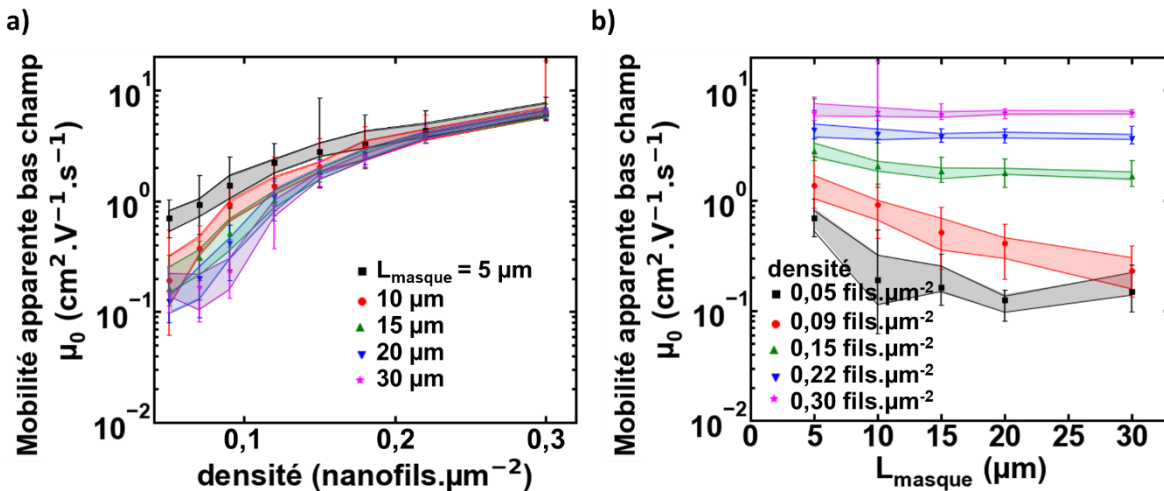 a)
Mobilité apparente bas champ
µ₀ (cm².V⁻¹.s⁻¹)
10¹
10⁰
10⁻¹
10⁻²
L_masque = 5 µm
10 µm
15 µm
20 µm
30 µm
0,1
0,2
0,3
densité (nanofils.µm⁻²)
b)
Mobilité apparente bas champ
µ₀ (cm².V⁻¹.s⁻¹)
10¹
10⁰
10⁻¹
10⁻²
densité
0,05 fils.µm⁻²
0,09 fils.µm⁻²
0,15 fils.µm⁻²
0,22 fils.µm⁻²
0,30 fils.µm⁻²
0
5
10
15
20
25
30
L_masque (µm)